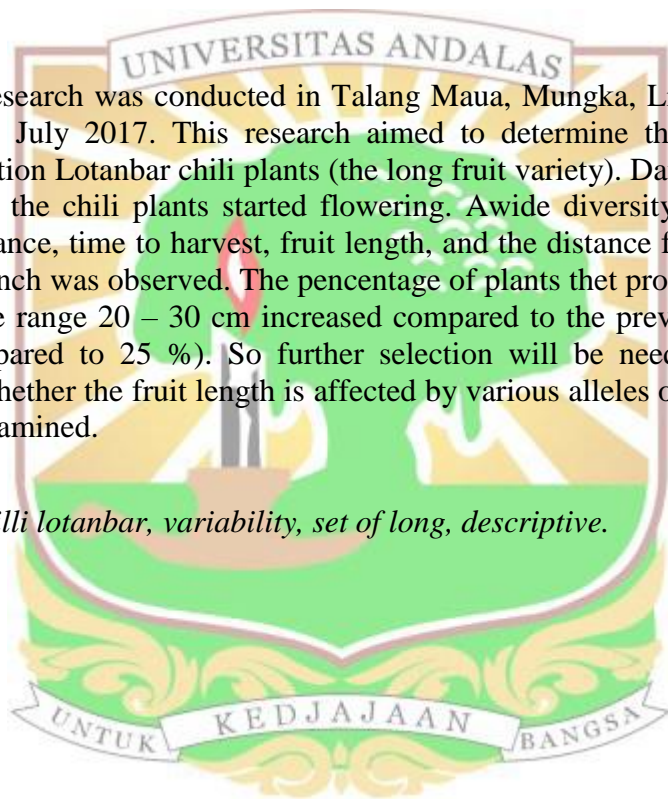 UNIVERSITAS ANDALAS
esearch was conducted in Talang Maua, Mungka, Li
July 2017. This research aimed to determine th
tion Lotanbar chili plants (the long fruit variety). Da
the chili plants started flowering. Awide diversity
ance, time to harvest, fruit length, and the distance f
nch was observed. The pencentage of plants thet pro
e range 20 – 30 cm increased compared to the prev
pared to 25 %). So further selection will be need
hether the fruit length is affected by various alleles o
amined.
illi lotanbar, variability, set of long, descriptive.
UNTUK KEDJAJAAN BANGSA